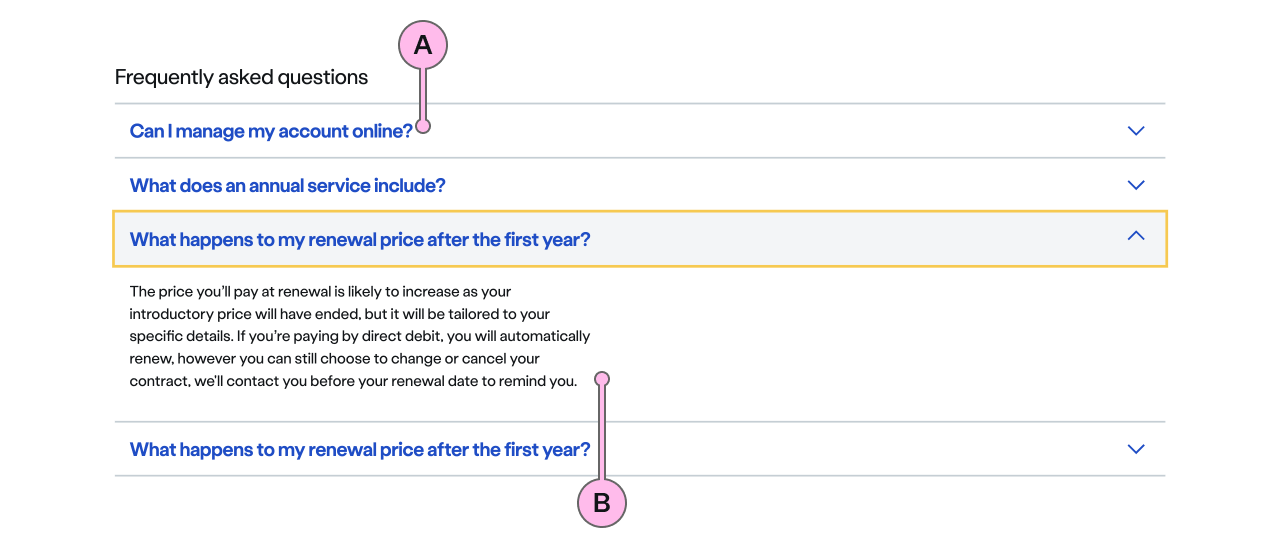 A
Frequently asked questions
Can I manage my account online?
What does an annual service include?
What happens to my renewal price after the first year?
The price you’ll pay at renewal is likely to increase as your
introductory price will have ended, but it will be tailored to your
specific details. If you’re paying by direct debit, you will automatically
renew, however you can still choose to change or cancel your
contract, we’ll contact you before your renewal date to remind you.
What happens to my renewal price after the first year?
B